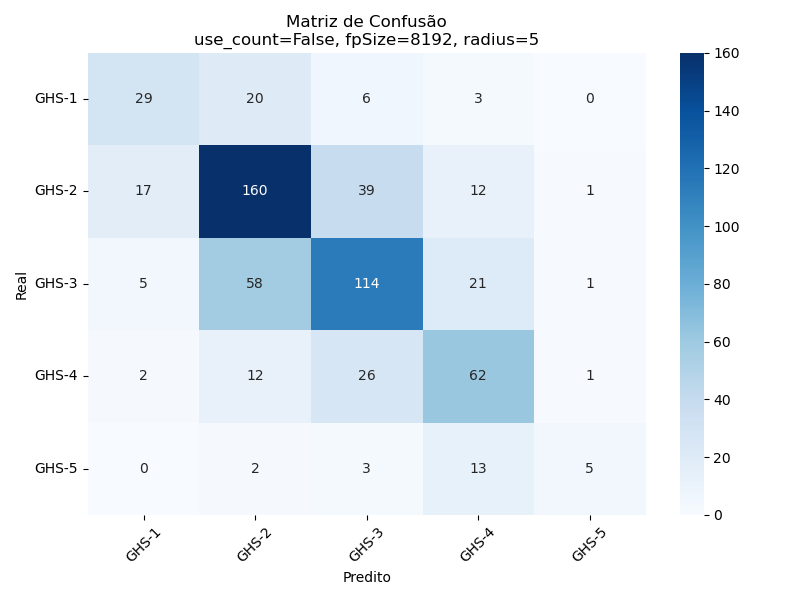 Matriz de Confusão
use_count=False, fpSize=8192, radius=5
GHS-1 29 20 6 3 0
GHS-2 17 160 39 12 1
GHS-3 5 58 114 21 1
GHS-4 2 12 26 62 1
GHS-5 0 2 3 13 5
GHS-1 GHS-2 GHS-3 GHS-4 GHS-5
Predito
Real
160
140
120
100
80
60
40
20
0